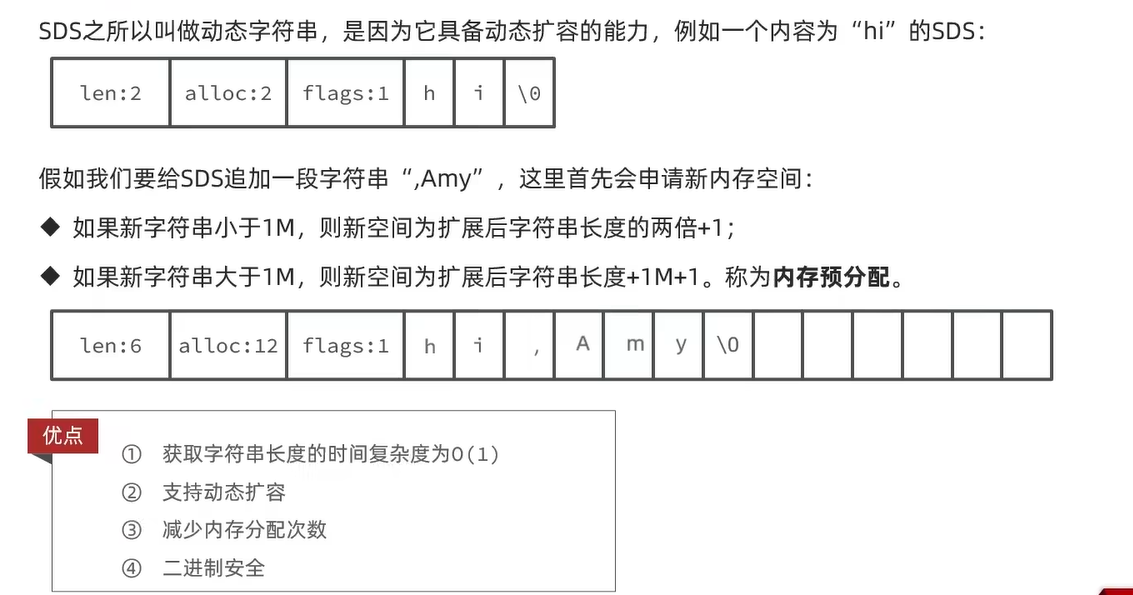 SDS之所以叫做动态字符串，是因为它具备动态扩容的能力，例如一个内容为“hi”的SDS：
len:2 alloc:2 flags:1 h i \0
假如我们要给SDS追加一段字符串“,Amy”，这里首先会申请新内存空间：
◆ 如果新字符串小于1M，则新空间为扩展后字符串长度的两倍+1；
◆ 如果新字符串大于1M，则新空间为扩展后字符串长度+1M+1。称为内存预分配。
len:6 alloc:12 flags:1 h i , A m y \0
优点
① 获取字符串长度的时间复杂度为O(1)
② 支持动态扩容
③ 减少内存分配次数
④ 二进制安全